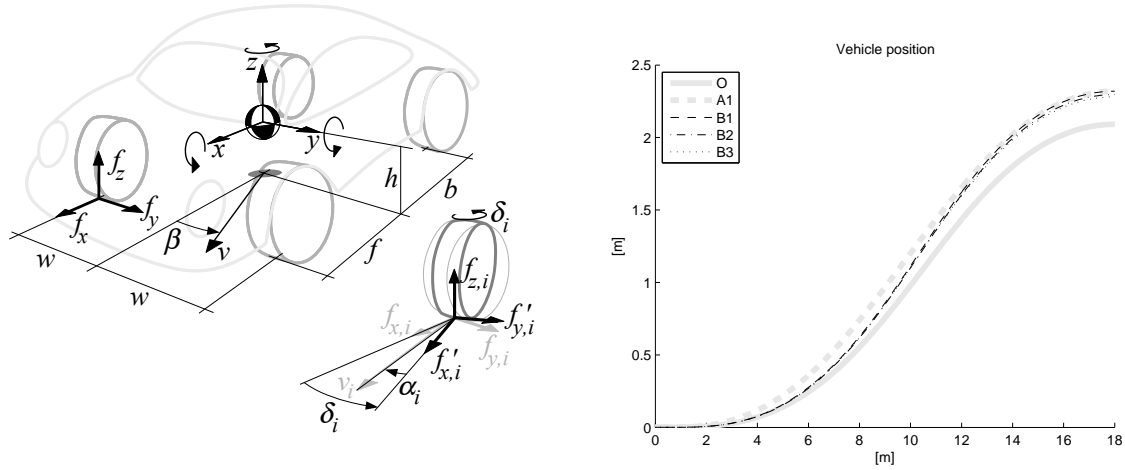 z
x
y
f_z
f_x
f_y
w
w
β
v
h
b
f
δ_i
f_{z,i}
f_{x,i}
f'_{y,i}
f_{y,i}
f'_{x,i}
v_i
α_i
δ_i
Vehicle position
O
A1
B1
B2
B3
2.5
2
1.5
1
0.5
0
[m]
0 2 4 6 8 10 12 14 16 18
[m]